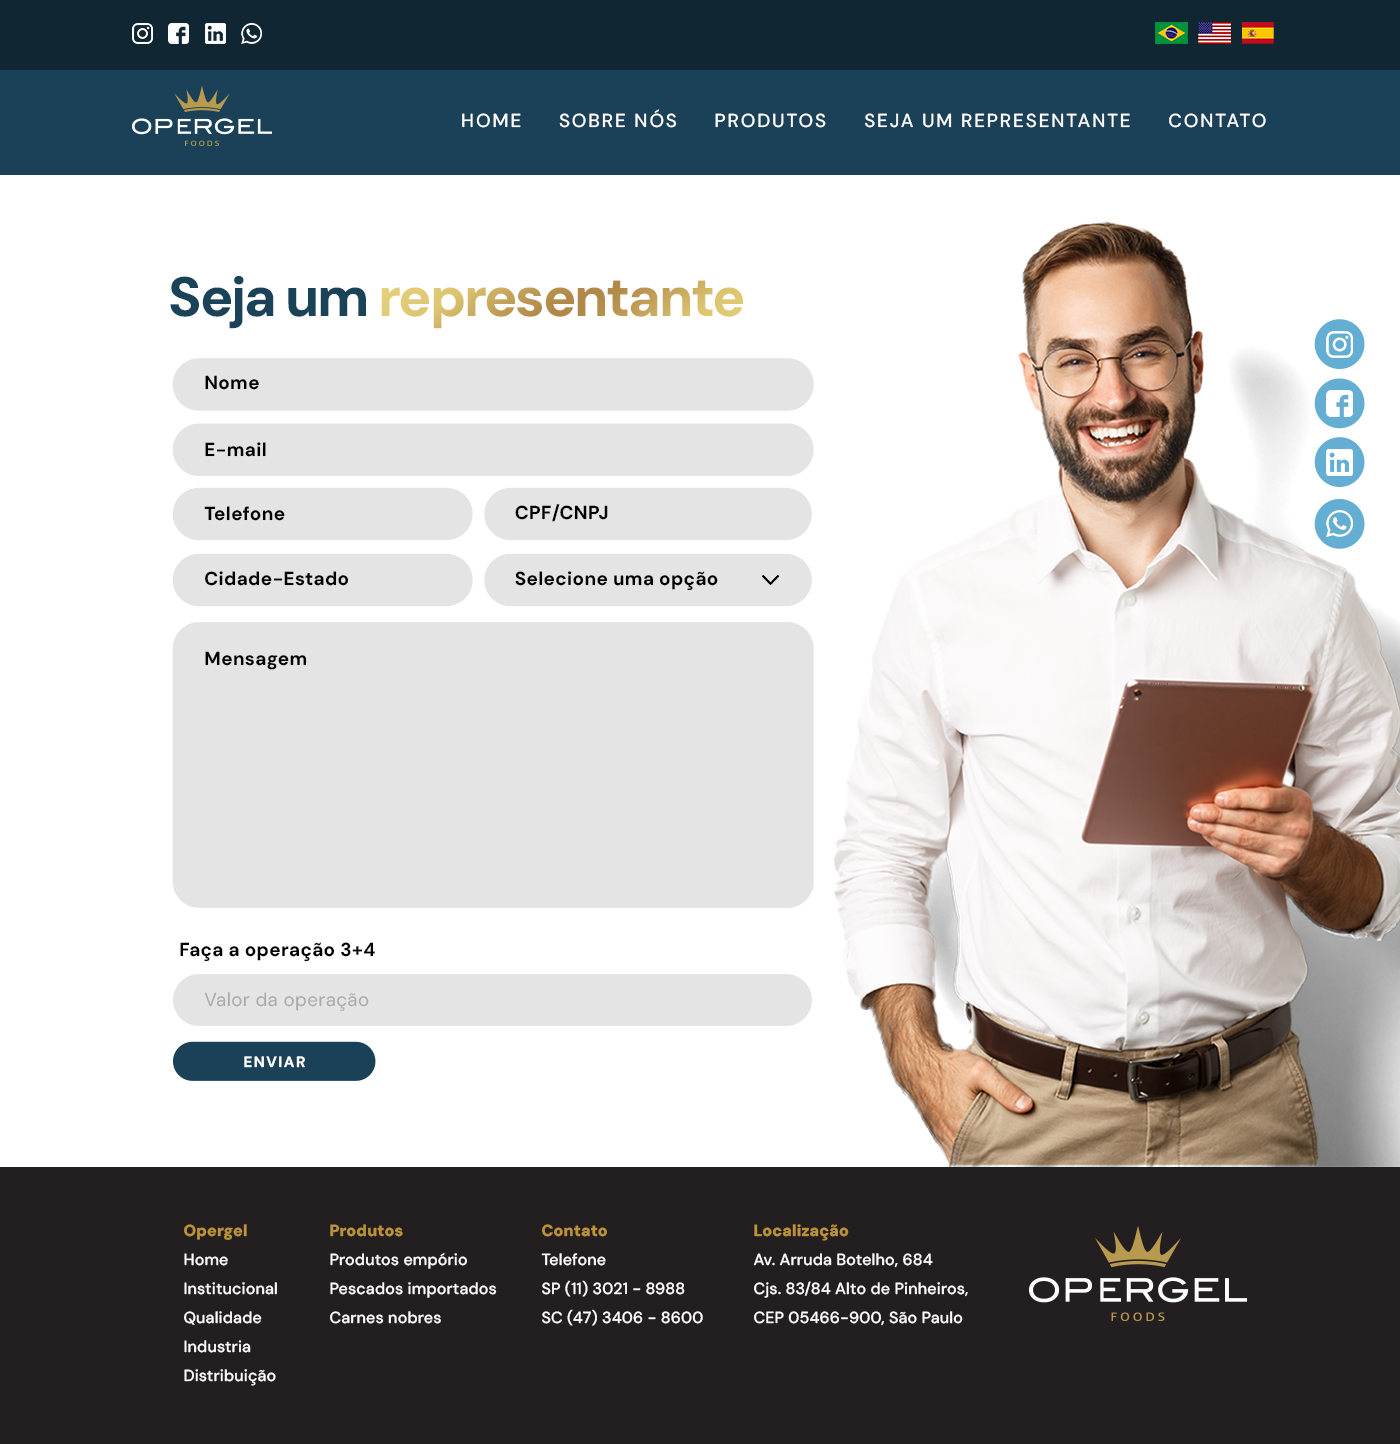 OPERGEL
FOODS
HOME SOBRE NÓS PRODUTOS SEJA UM REPRESENTANTE CONTATO
Seja um representante
Nome
E-mail
Telefone CPF/CNPJ
Cidade-Estado Selecione uma opção
Mensagem
Faça a operação 3+4
Valor da operação
ENVIAR
Opergel
Home
Institucional
Qualidade
Industria
Distribuição
Produtos
Produtos empório
Pescados importados
Carnes nobres
Contato
Telefone
SP (11) 3021 - 8988
SC (47) 3406 - 8600
Localização
Av. Arruda Botelho, 684
Cjs. 83/84 Alto de Pinheiros,
CEP 05466-900, São Paulo
OPERGEL
FOODS